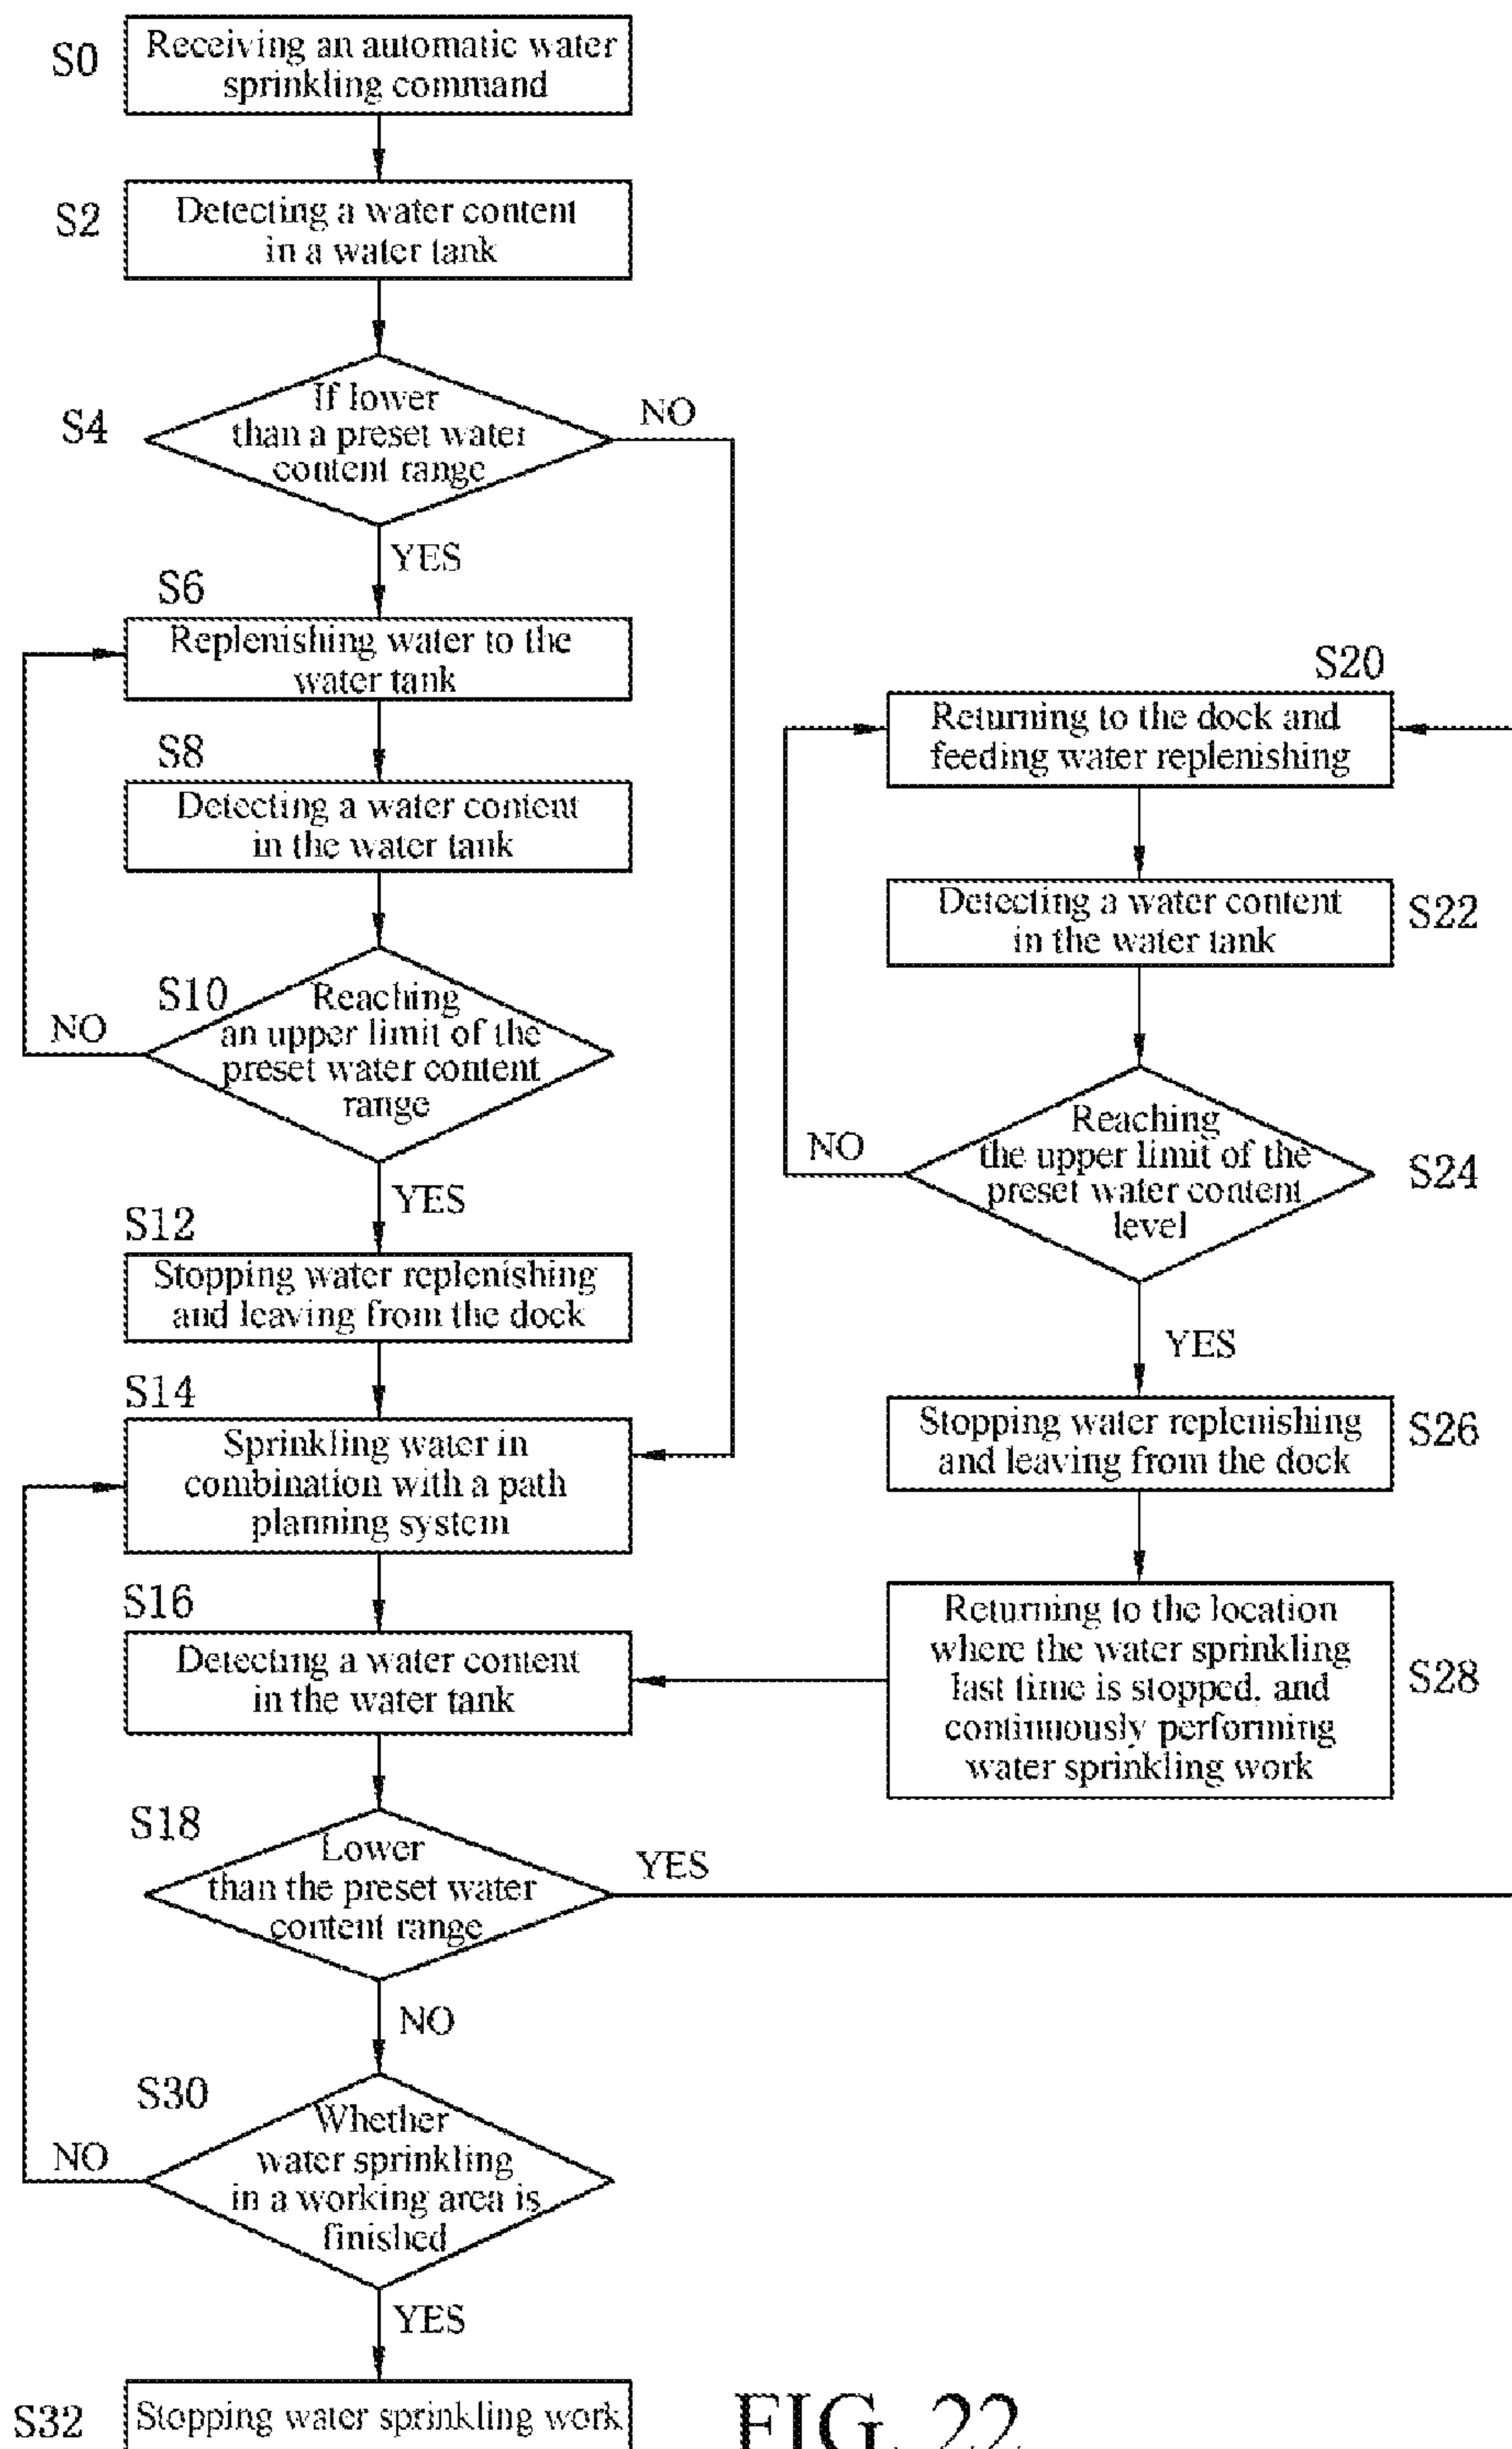 S0
Receiving an automatic water
sprinkling command
S2
Detecting a water content
in a water tank
S4
If lower
than a preset water
content range
NO
YES
S6
Replenishing water to the
water tank
S8
Detecting a water content
in the water tank
S10
Reaching
an upper limit of the
preset water content
range
NO
YES
S12
Stopping water replenishing
and leaving from the dock
S14
Sprinkling water in
combination with a path
planning system
S16
Detecting a water content
in the water tank
S18
Lower
than the preset water
content range
YES
NO
S20
Returning to the dock and
feeding water replenishing
S22
Detecting a water content
in the water tank
S24
Reaching
the upper limit of the
preset water content
level
NO
YES
S26
Stopping water replenishing
and leaving from the dock
S28
Returning to the location
where the water sprinkling
last time is stopped, and
continuously performing
water sprinkling work
S30
Whether
water sprinkling
in a working area is
finished
NO
YES
S32
Stopping water sprinkling work
FIG. 22